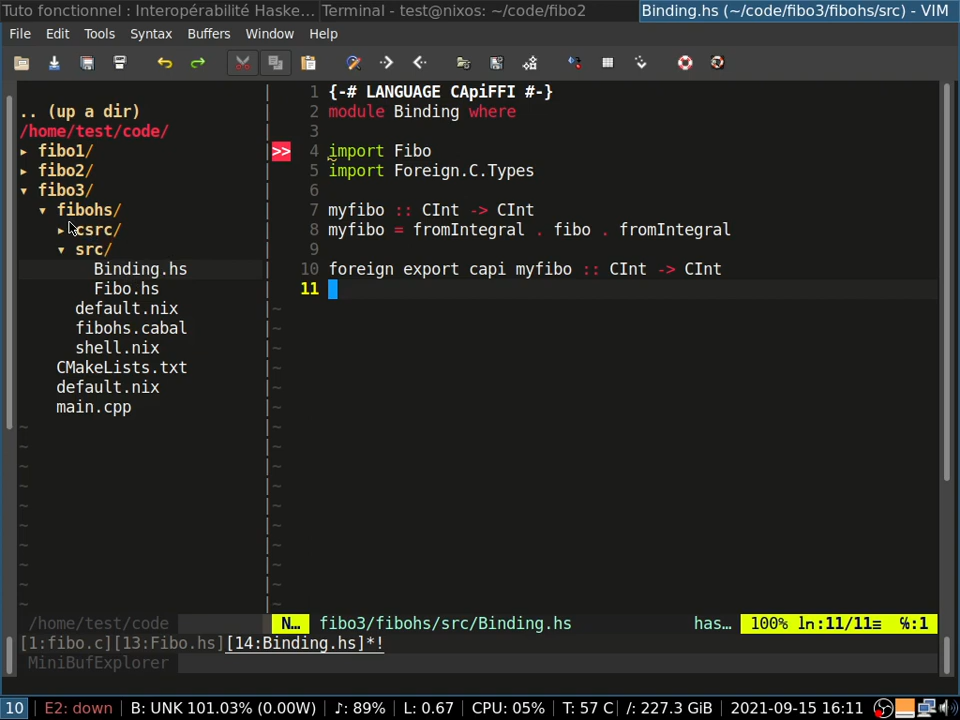 Tuto fonctionnel : Interopérabilité Haske... Terminal - test@nixos: ~/code/fibo2 Binding.hs (~/code/fibo3/fibohs/src) - VIM
File Edit Tools Syntax Buffers Window Help
.. (up a dir)
/home/test/code/
▸ fibo1/
▸ fibo2/
▾ fibo3/
▾ fibohs/
▸ csrc/
▾ src/
Binding.hs
Fibo.hs
default.nix
fibohs.cabal
shell.nix
CMakeLists.txt
default.nix
main.cpp
/home/test/code
1 {-# LANGUAGE CApiFFI #-}
2 module Binding where
3
>> 4 import Fibo
5 import Foreign.C.Types
6
7 myfibo :: CInt -> CInt
8 myfibo = fromIntegral . fibo . fromIntegral
9
10 foreign export capi myfibo :: CInt -> CInt
11
N... fibo3/fibohs/src/Binding.hs has... 100% ln:11/11≡ ℅:1
[1:fibo.c][13:Fibo.hs][14:Binding.hs]*!
MiniBufExplorer
10 E2: down | B: UNK 101.03% (0.00W) | ♪: 89% | L: 0.67 | CPU: 05% | T: 57 C | /: 227.3 GiB | 2021-09-15 16:11